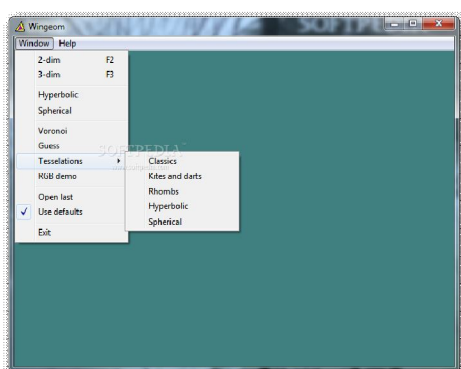 Wingeom
Window Help
2-dim F2
3-dim F3
Hyperbolic
Spherical
Voronoi
Guess
Tesselations
RGB demo
Open last
Use defaults
Exit
Classics
Kites and darts
Rhombs
Hyperbolic
Spherical
SOFTPEDIA